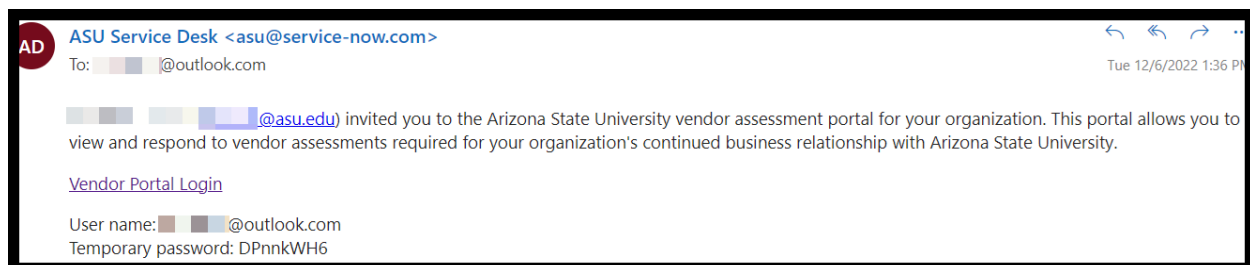 AD
ASU Service Desk <asu@service-now.com>
To: @outlook.com
Tue 12/6/2022 1:36 PM
@asu.edu) invited you to the Arizona State University vendor assessment portal for your organization. This portal allows you to
view and respond to vendor assessments required for your organization's continued business relationship with Arizona State University.
Vendor Portal Login
User name: @outlook.com
Temporary password: DPnnkWH6